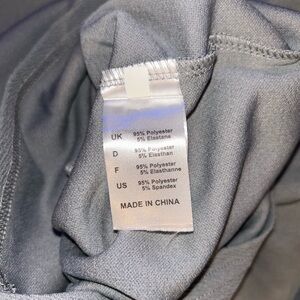 UK 95% Polyester
5% Elastane
D 95% Polyester
5% Elasthan
F 95% Polyester
5% Elasthanne
US 95% Polyester
5% Spandex
MADE IN CHINA